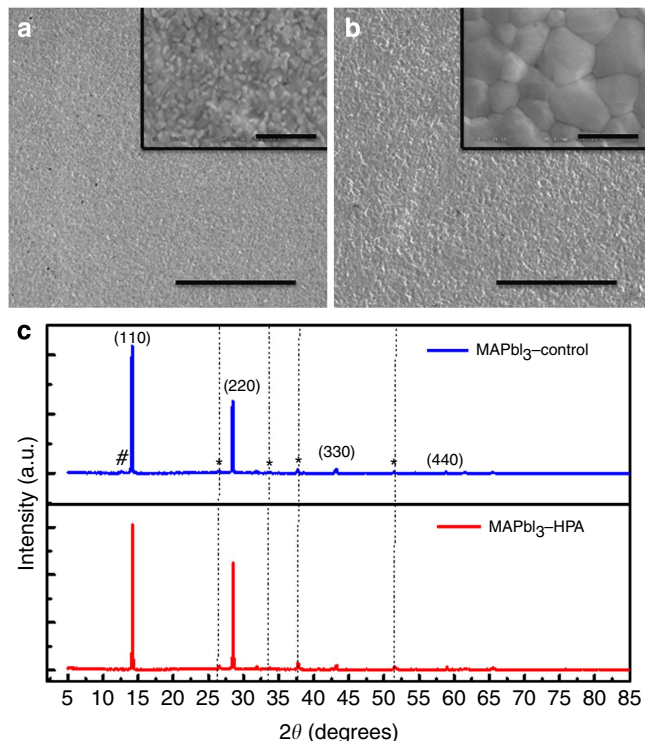 a
b
c
(110)
MAPbI3–control
(220)
#
*
*
*
*
(330)
(440)
Intensity (a.u.)
MAPbI3–HPA
5 10 15 20 25 30 35 40 45 50 55 60 65 70 75 80 85
2θ (degrees)